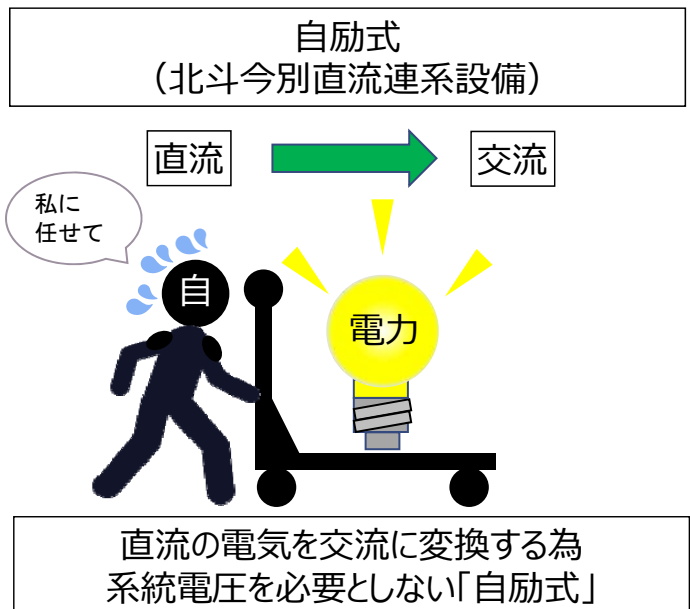 自励式
（北斗今別直流連系設備）
直流
交流
私に
任せて
自
電力
直流の電気を交流に変換する為
系統電圧を必要としない「自励式」